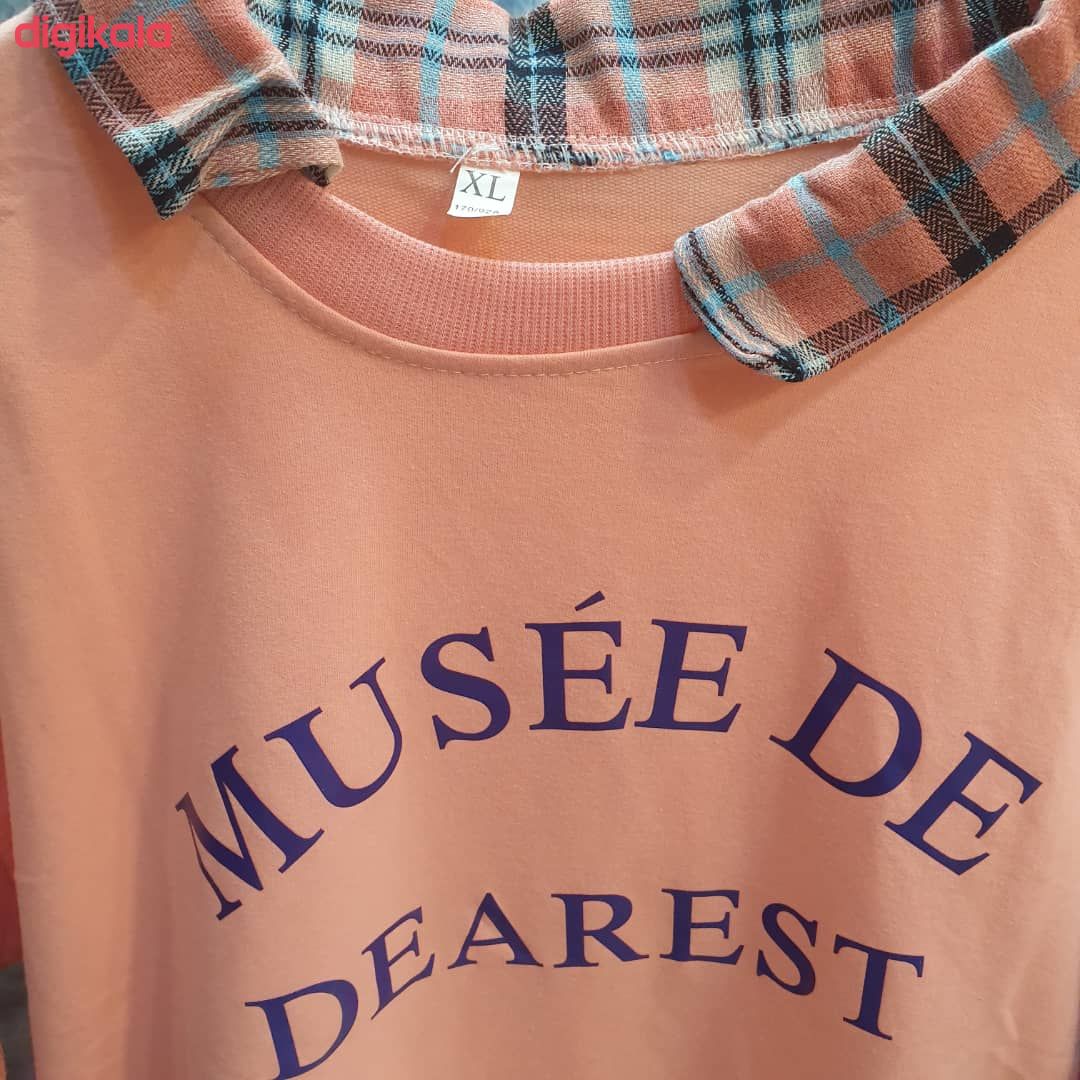 digikala
XL
MUSÉE DE
DEAREST